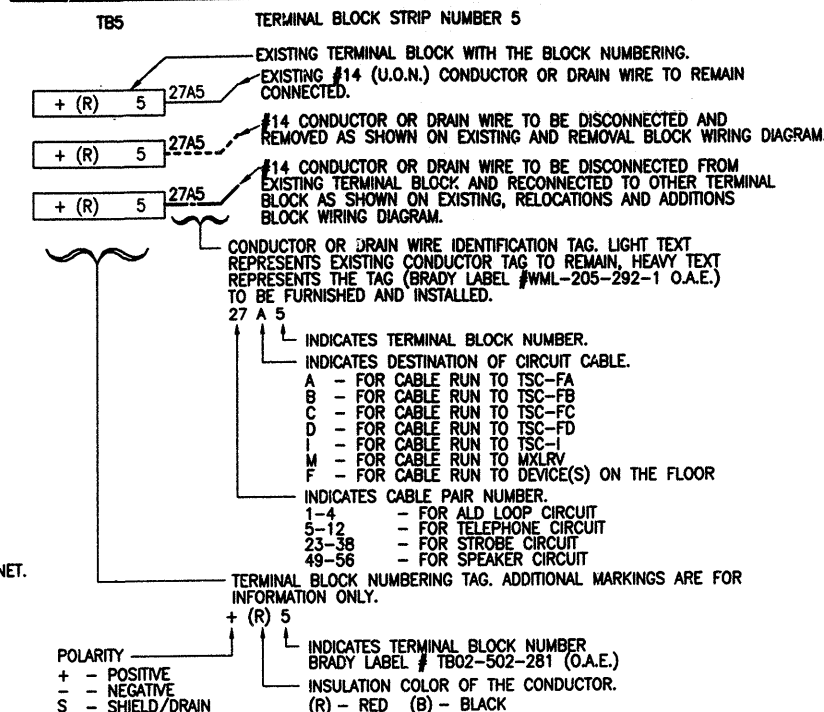 TB5 TERMINAL BLOCK STRIP NUMBER 5
EXISTING TERMINAL BLOCK WITH THE BLOCK NUMBERING.
EXISTING #14 (U.O.N.) CONDUCTOR OR DRAIN WIRE TO REMAIN
CONNECTED.
+ (R) 5 27A5
#14 CONDUCTOR OR DRAIN WIRE TO BE DISCONNECTED AND
REMOVED AS SHOWN ON EXISTING AND REMOVAL BLOCK WIRING DIAGRAM.
+ (R) 5 27A5
#14 CONDUCTOR OR DRAIN WIRE TO BE DISCONNECTED FROM
EXISTING TERMINAL BLOCK AND RECONNECTED TO OTHER TERMINAL
BLOCK AS SHOWN ON EXISTING, RELOCATIONS AND ADDITIONS
BLOCK WIRING DIAGRAM.
+ (R) 5 27A5
CONDUCTOR OR DRAIN WIRE IDENTIFICATION TAG. LIGHT TEXT
REPRESENTS EXISTING CONDUCTOR TAG TO REMAIN, HEAVY TEXT
REPRESENTS THE TAG (BRADY LABEL #WML-205-292-1 O.A.E.)
TO BE FURNISHED AND INSTALLED.
27 A 5
INDICATES TERMINAL BLOCK NUMBER.
INDICATES DESTINATION OF CIRCUIT CABLE.
A - FOR CABLE RUN TO TSC-FA
B - FOR CABLE RUN TO TSC-FB
C - FOR CABLE RUN TO TSC-FC
D - FOR CABLE RUN TO TSC-FD
I - FOR CABLE RUN TO TSC-I
M - FOR CABLE RUN TO MXLRV
F - FOR CABLE RUN TO DEVICE(S) ON THE FLOOR
INDICATES CABLE PAIR NUMBER.
1-4 - FOR ALD LOOP CIRCUIT
5-12 - FOR TELEPHONE CIRCUIT
23-38 - FOR STROBE CIRCUIT
49-56 - FOR SPEAKER CIRCUIT
NET.
TERMINAL BLOCK NUMBERING TAG. ADDITIONAL MARKINGS ARE FOR
INFORMATION ONLY.
+ (R) 5
INDICATES TERMINAL BLOCK NUMBER
BRADY LABEL # TB02-502-281 (O.A.E.)
INSULATION COLOR OF THE CONDUCTOR.
(R) - RED (B) - BLACK
POLARITY
+ - POSITIVE
- - NEGATIVE
S - SHIELD/DRAIN